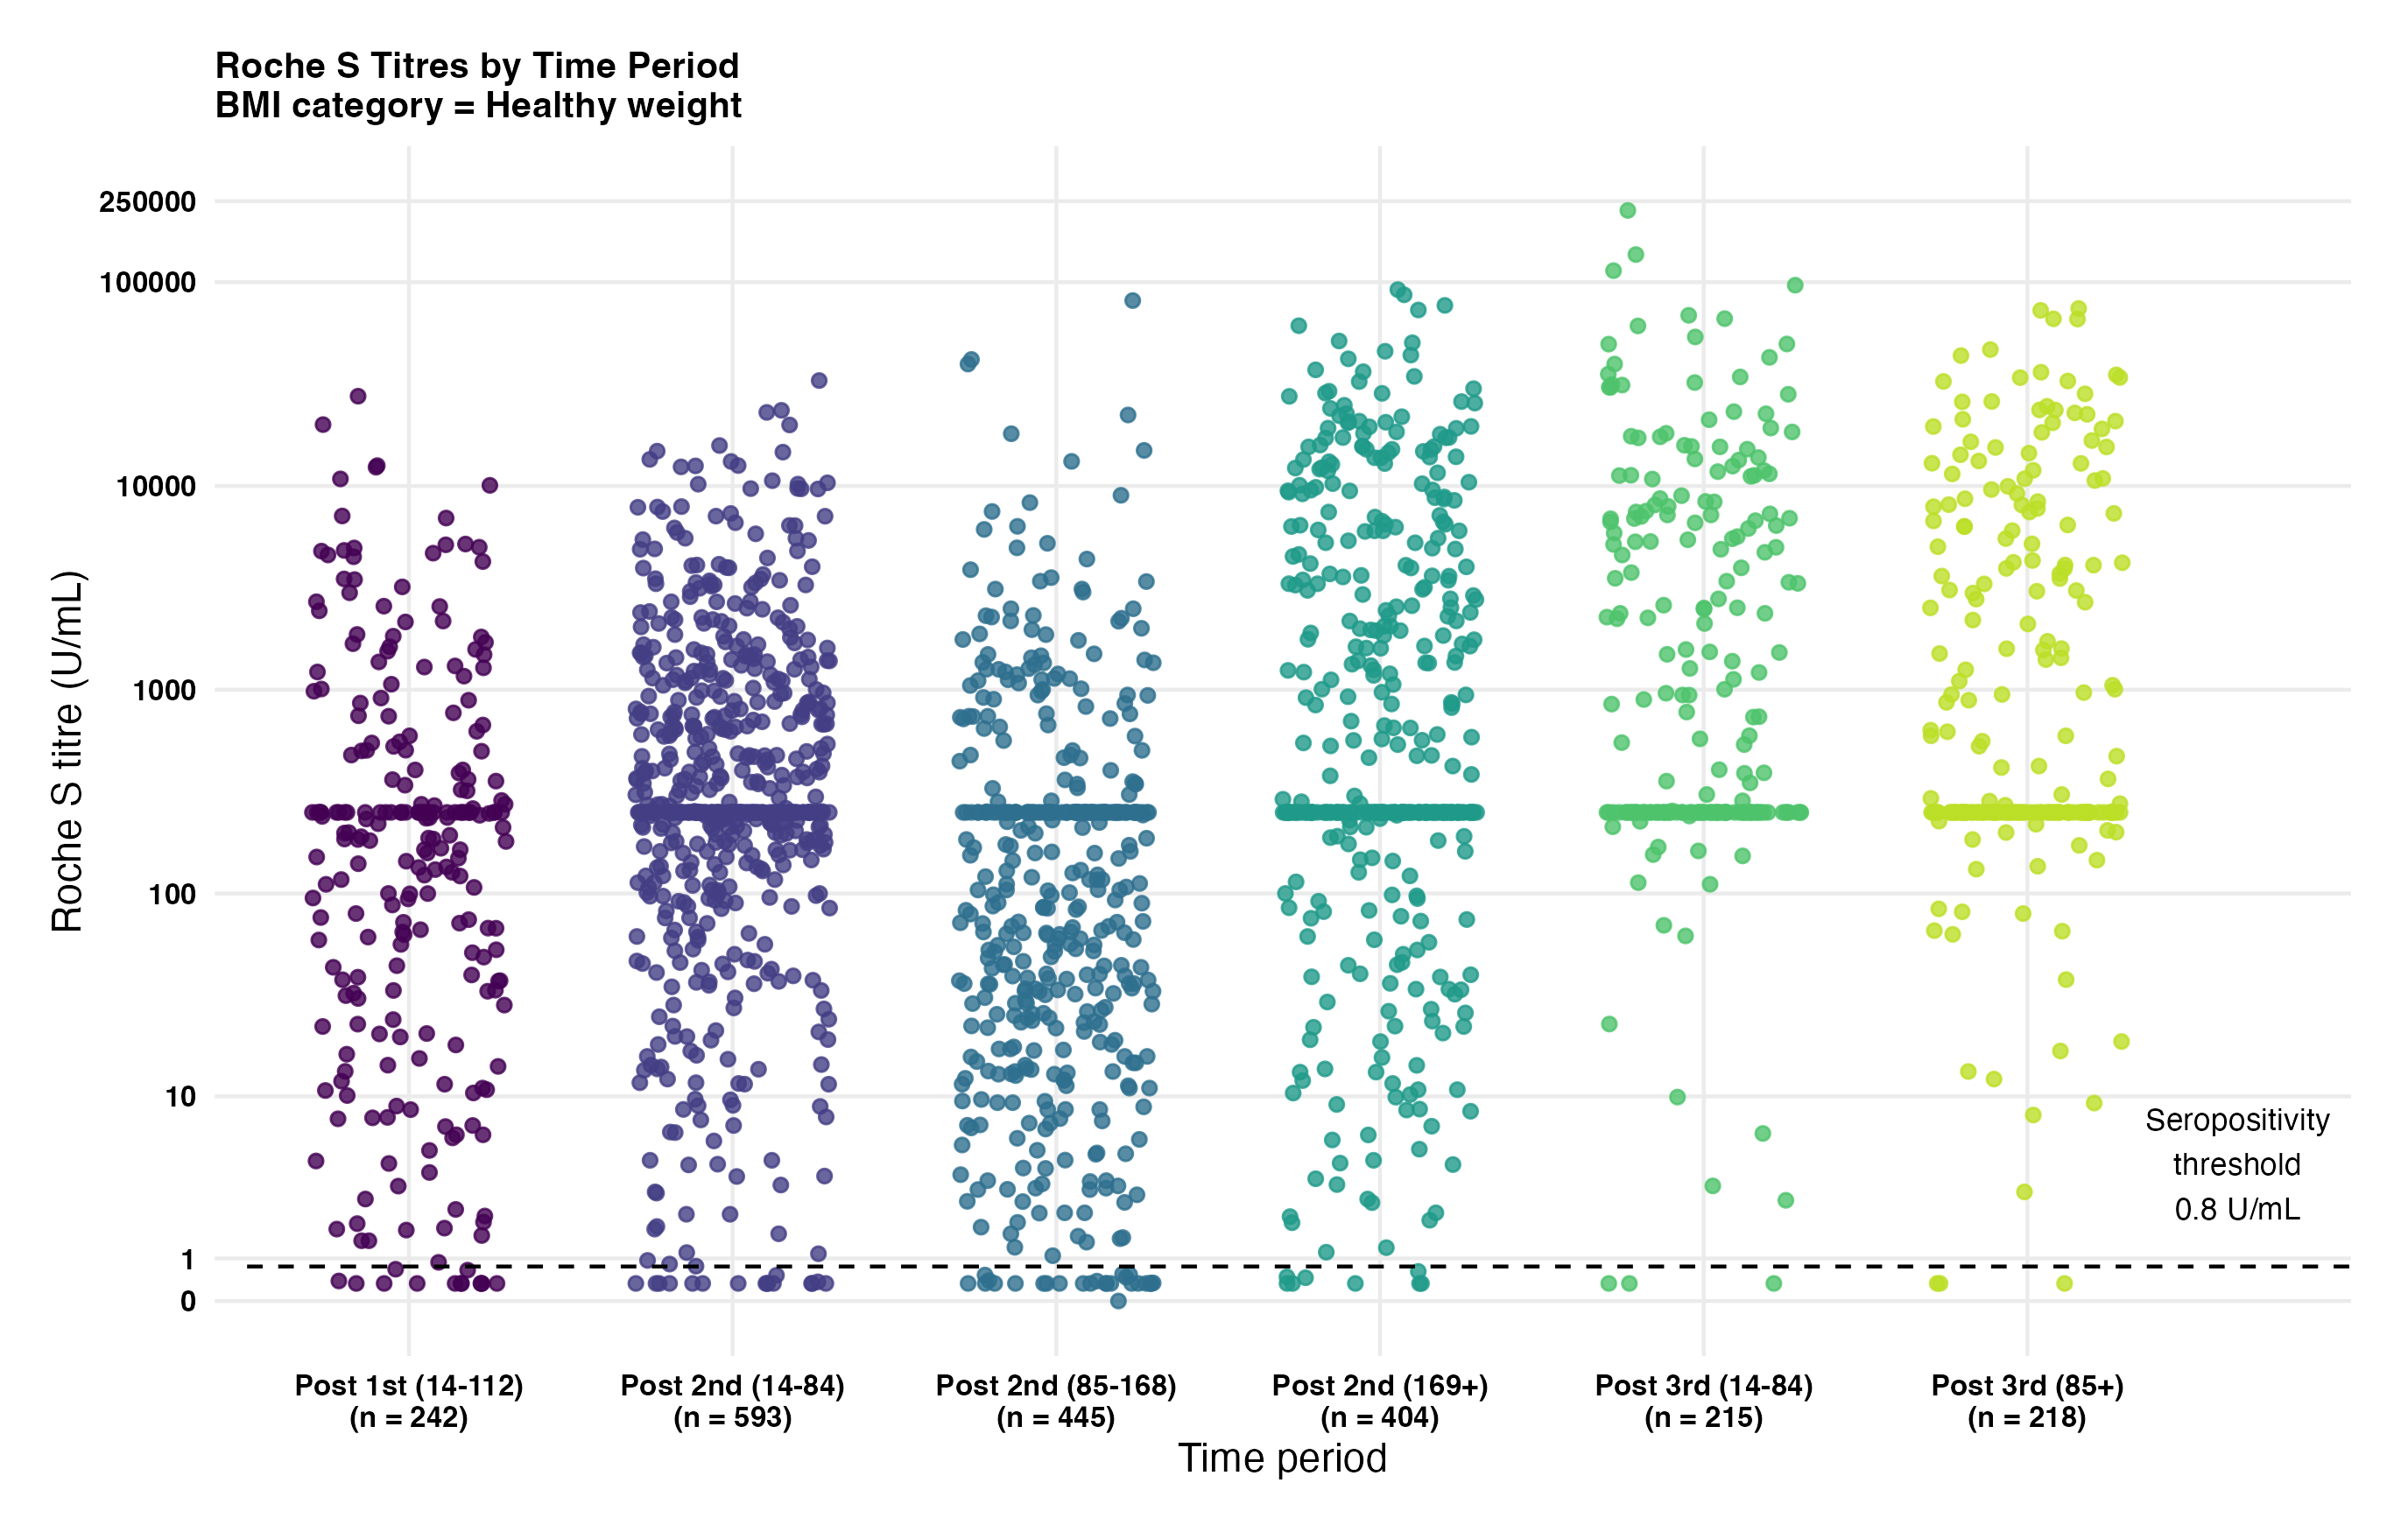 Roche S Titres by Time Period
BMI category = Healthy weight
Roche S titre (U/mL)
250000
100000
10000
1000
100
10
1
0
Seropositivity
threshold
0.8 U/mL
Post 1st (14-112)
(n = 242)
Post 2nd (14-84)
(n = 593)
Post 2nd (85-168)
(n = 445)
Post 2nd (169+)
(n = 404)
Post 3rd (14-84)
(n = 215)
Post 3rd (85+)
(n = 218)
Time period